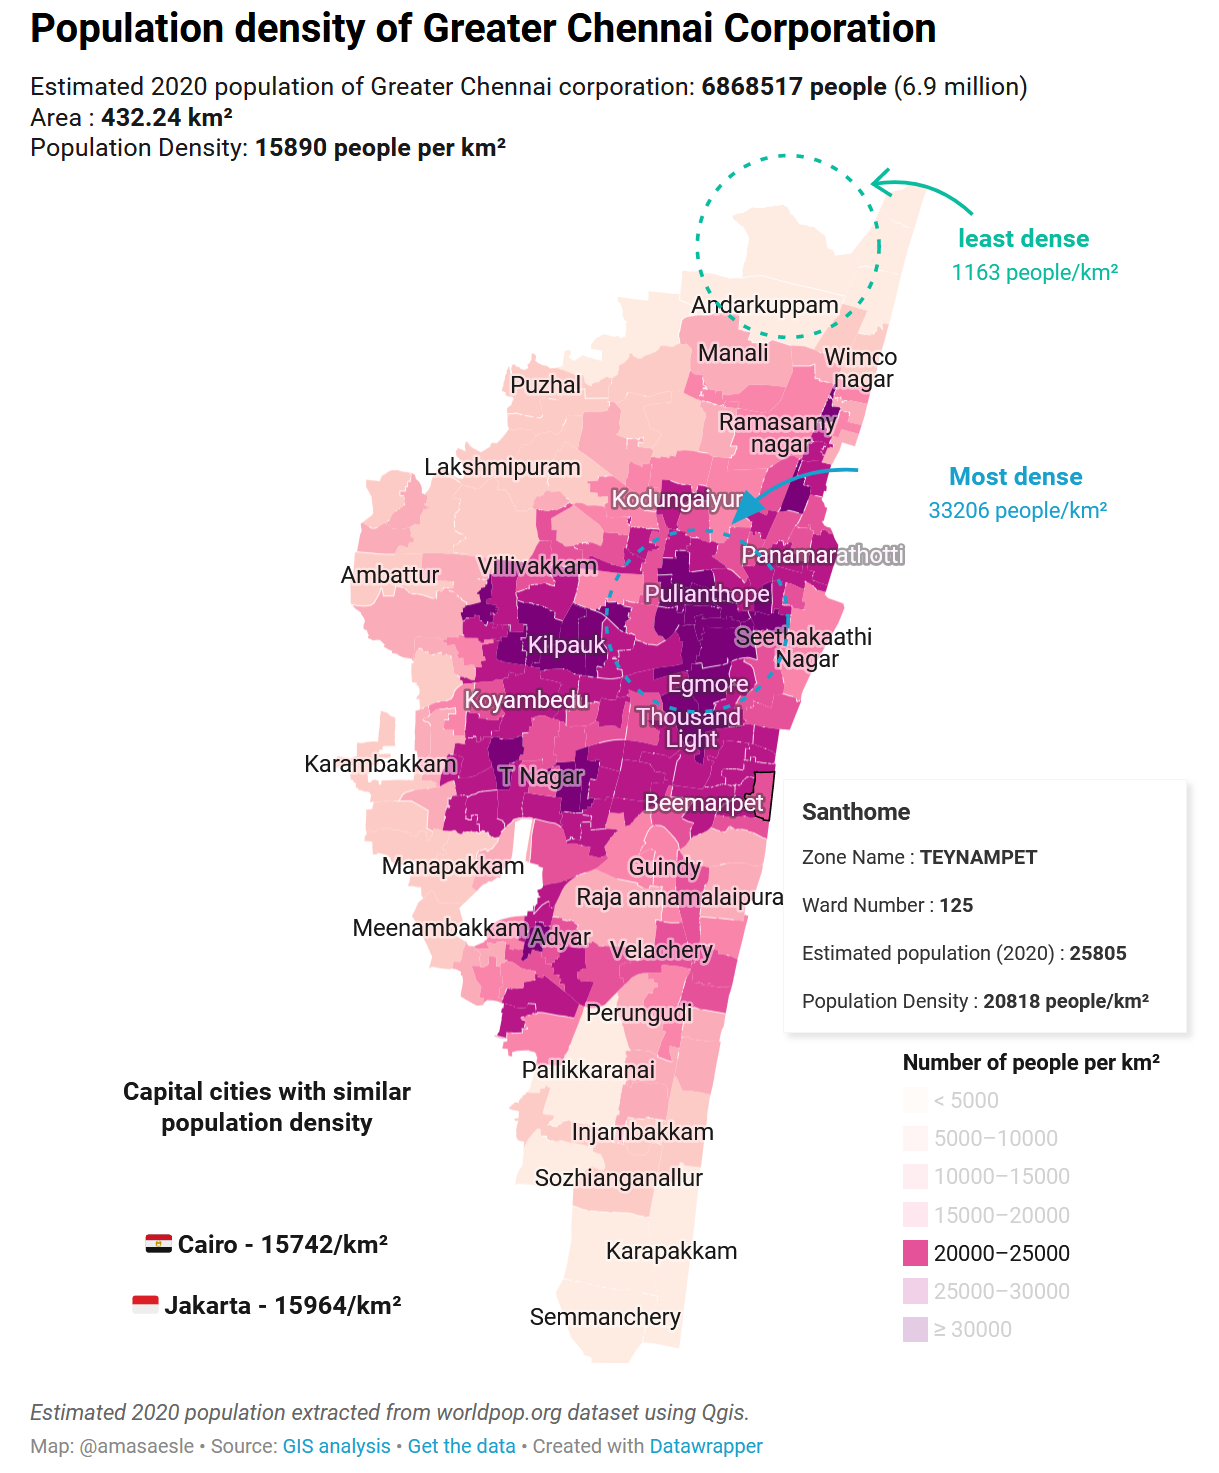 Population density of Greater Chennai Corporation
Estimated 2020 population of Greater Chennai corporation: 6868517 people (6.9 million)
Area : 432.24 km²
Population Density: 15890 people per km²
least dense
1163 people/km²
Andarkuppam
Manali
Wimco
nagar
Puzhal
Ramasamy
nagar
Lakshmipuram
Most dense
33206 people/km²
Kodungaiyur
Panamarathotti
Villivakkam
Ambattur
Pulianthope
Seethakaathi
Nagar
Kilpauk
Egmore
Koyambedu
Thousand
Light
Karambakkam
T Nagar
Beemanpet
Santhome
Zone Name : TEYNAMPET
Ward Number : 125
Estimated population (2020) : 25805
Population Density : 20818 people/km²
Manapakkam
Guindy
Raja annamalaipura
Meenambakkam
Adyar
Velachery
Perungudi
Pallikkaranai
Injambakkam
Sozhianganallur
Karapakkam
Semmanchery
Capital cities with similar
population density
Cairo - 15742/km²
Jakarta - 15964/km²
Number of people per km²
< 5000
5000–10000
10000–15000
15000–20000
20000–25000
25000–30000
≥ 30000
Estimated 2020 population extracted from worldpop.org dataset using Qgis.
Map: @amasaesle • Source: GIS analysis • Get the data • Created with Datawrapper